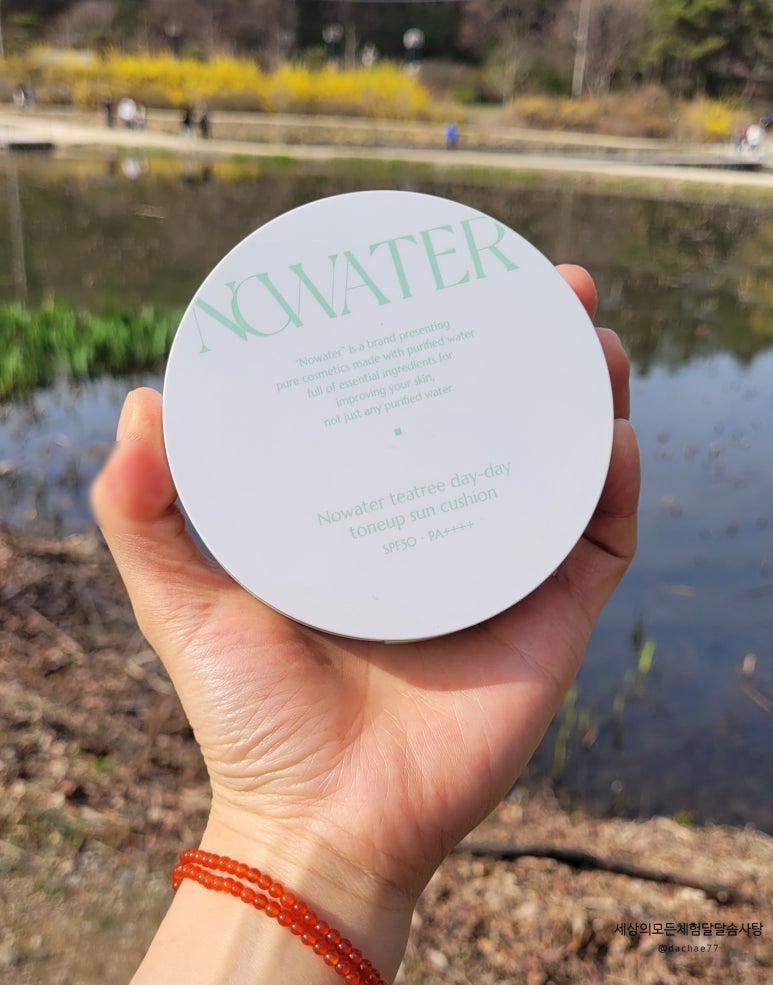 NOWATER
"Nowater" is a brand presenting
pure cosmetics made with purified water
full of essential ingredients for
improving your skin,
not just any purified water.
Nowater teatree day-day
toneup sun cushion
SPF50 · PA++++
세상의모든체험달달솜사탕
@dachae77